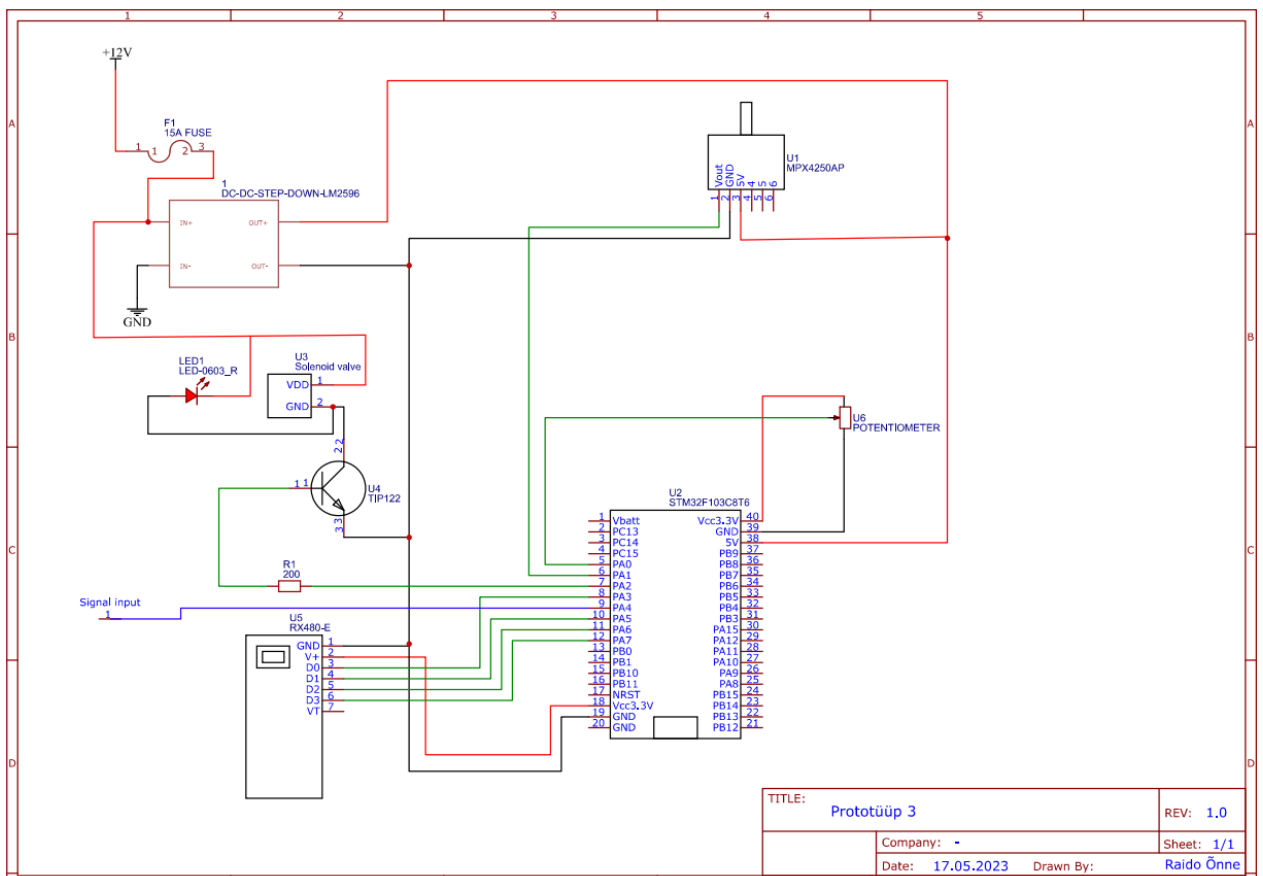 1 2 3 4 5
A
B
C
D
A
B
C
D
+12V
F1
15A FUSE
1 1 2 3
1
DC-DC-STEP-DOWN-LM2596
IN+ OUT+
IN- OUT-
GND
U1
MPX4250AP
Vout
GND
5V
4
5
6
1 2 3 4 5 6
LED1
LED-0603_R
U3
Solenoid valve
VDD 1
GND 2
2 2
1 1
U4
TIP122
3 3
R1
200
Signal input
1
U5
RX480-E
GND 1
V+ 2
D0 3
D1 4
D2 5
D3 6
VT 7
U6
POTENTIOMETER
U2
STM32F103C8T6
1 Vbatt Vcc3.3V 40
2 PC13 GND 39
3 PC14 5V 38
4 PC15 PB9 37
5 PA0 PB8 36
6 PA1 PB7 35
7 PA2 PB6 34
8 PA3 PB5 33
9 PA4 PB4 32
10 PA5 PB3 31
11 PA6 PA15 30
12 PA7 PA12 29
13 PB0 PA11 28
14 PB1 PA10 27
15 PB10 PA9 26
16 PB11 PA8 25
17 NRST PB15 24
18 Vcc3.3V PB14 23
19 GND PB13 22
20 GND PB12 21
TITLE:
Prototüüp 3
REV: 1.0
Company: -
Sheet: 1/1
Date: 17.05.2023 Drawn By: Raido Õnne